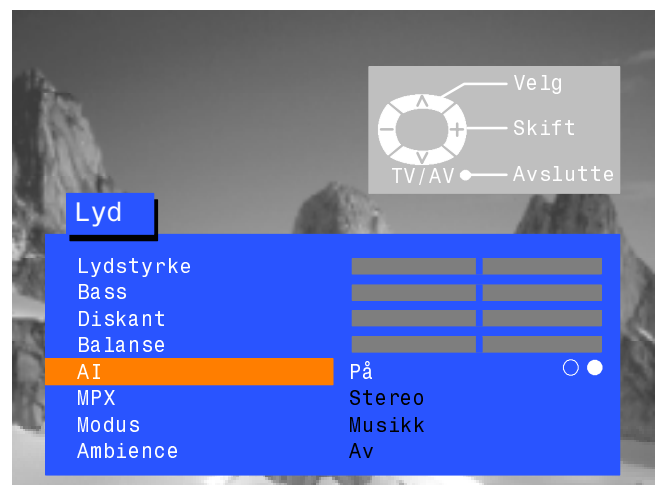 Velg
Skift
TV/AV Avslutte
Lyd
Lydstyrke
Bass
Diskant
Balanse
AI På
MPX Stereo
Modus Musikk
Ambience Av